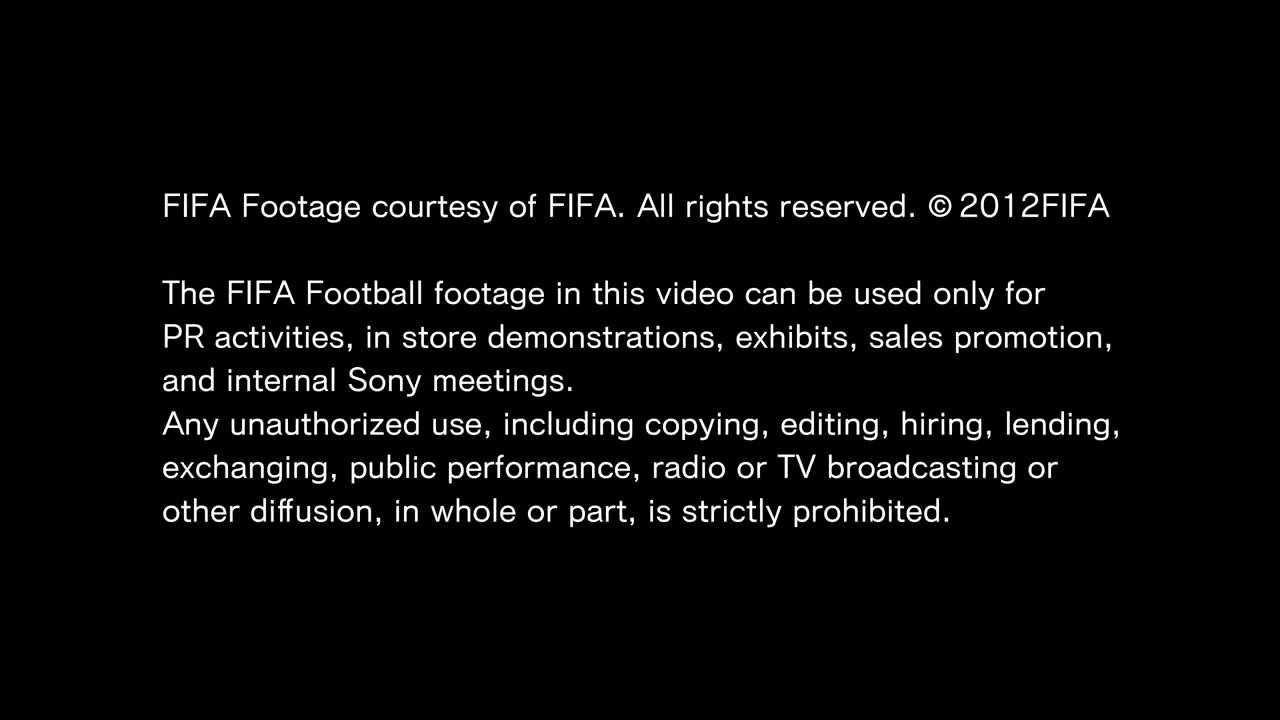 FIFA Footage courtesy of FIFA. All rights reserved. © 2012FIFA
The FIFA Football footage in this video can be used only for
PR activities, in store demonstrations, exhibits, sales promotion,
and internal Sony meetings.
Any unauthorized use, including copying, editing, hiring, lending,
exchanging, public performance, radio or TV broadcasting or
other diffusion, in whole or part, is strictly prohibited.